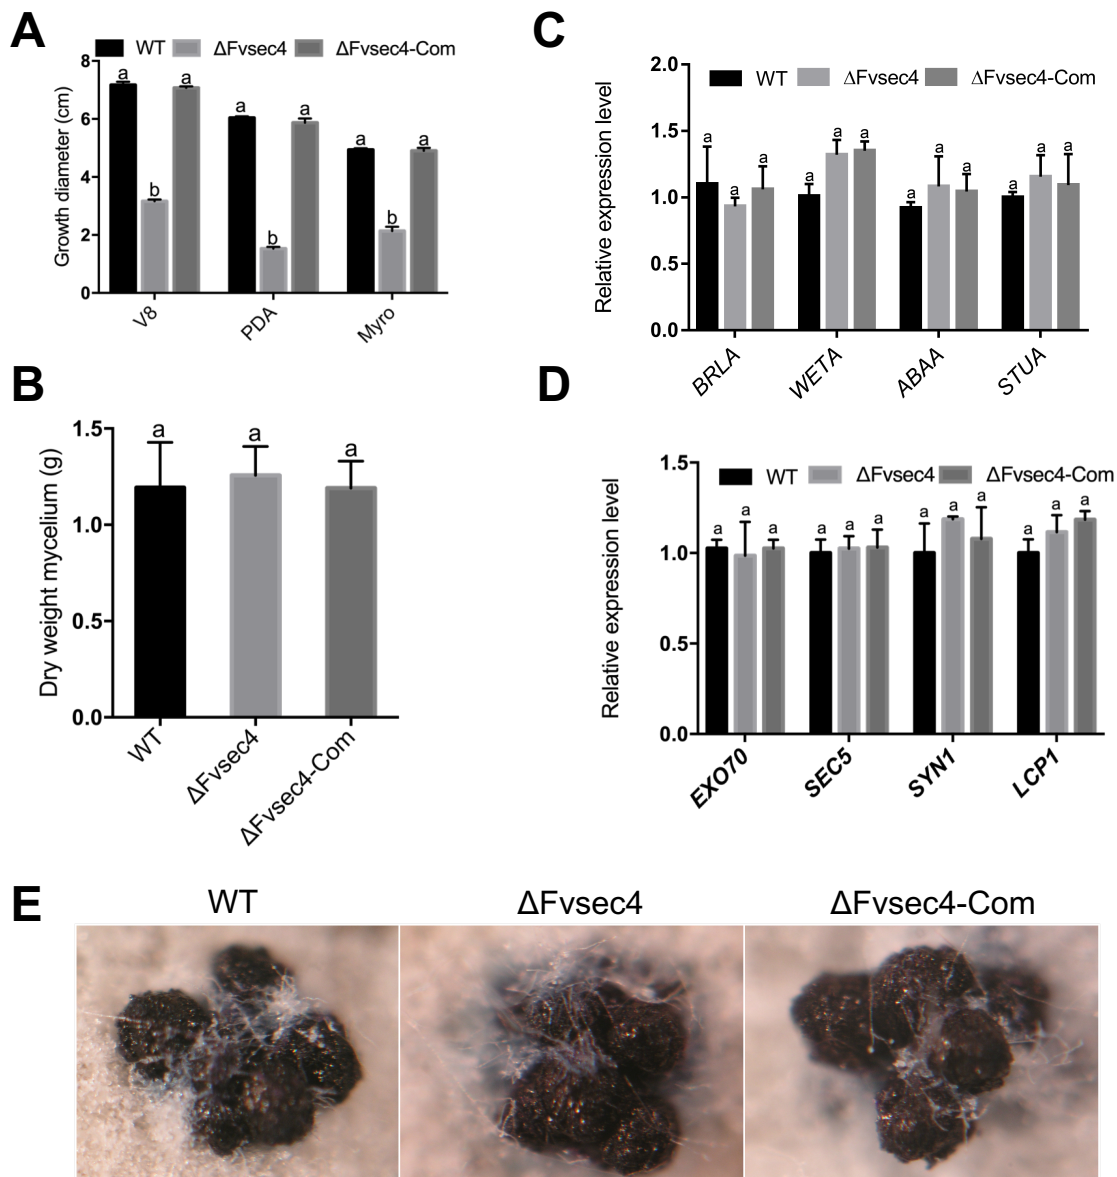 A
WT ΔFvsec4 ΔFvsec4-Com
Growth diameter (cm)
8
6
4
2
0
a a
b
a a
b
a a
b
V8 PDA Myro
B
Dry weight mycelium (g)
1.5
1.0
0.5
0.0
a a a
WT ΔFvsec4 ΔFvsec4-Com
C
WT ΔFvsec4 ΔFvsec4-Com
Relative expression level
2.0
1.5
1.0
0.5
0.0
a a a
a a a
a a a
a a a
BRLA WETA ABAA STUA
D
WT ΔFvsec4 ΔFvsec4-Com
Relative expression level
1.5
1.0
0.5
0.0
a a a
a a a
a a a
a a a
EXO70 SEC5 SYN1 LCP1
E
WT ΔFvsec4 ΔFvsec4-Com